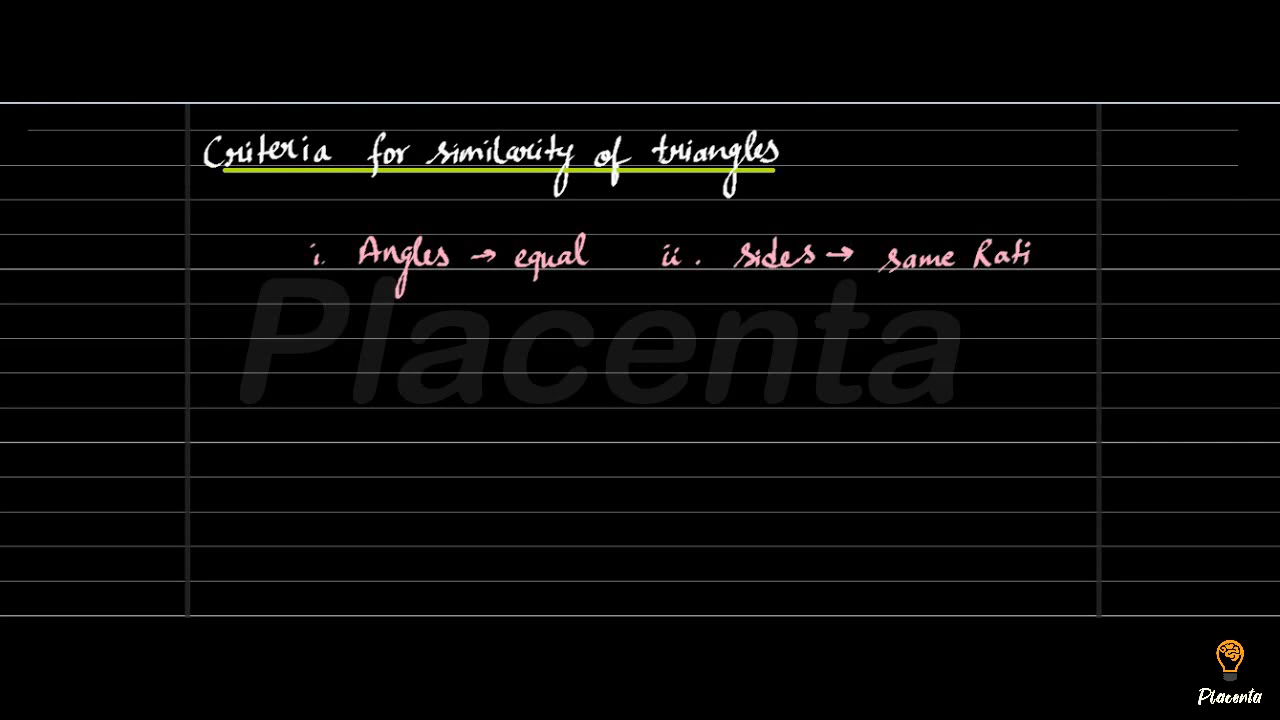 Criteria for similarity of triangles
i. Angles → equal ii. sides → same Rati
Placenta
Placenta